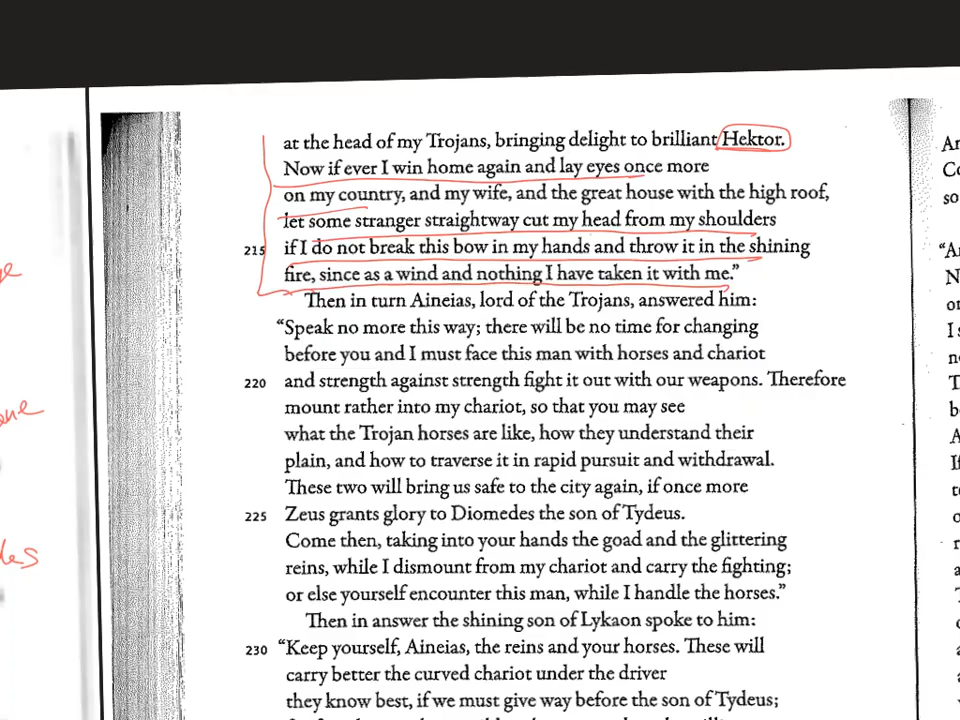 at the head of my Trojans, bringing delight to brilliant Hektor.
Now if ever I win home again and lay eyes once more
on my country, and my wife, and the great house with the high roof,
let some stranger straightway cut my head from my shoulders
215 if I do not break this bow in my hands and throw it in the shining
fire, since as a wind and nothing I have taken it with me.”
Then in turn Aineias, lord of the Trojans, answered him:
“Speak no more this way; there will be no time for changing
before you and I must face this man with horses and chariot
220 and strength against strength fight it out with our weapons. Therefore
mount rather into my chariot, so that you may see
what the Trojan horses are like, how they understand their
plain, and how to traverse it in rapid pursuit and withdrawal.
These two will bring us safe to the city again, if once more
225 Zeus grants glory to Diomedes the son of Tydeus.
Come then, taking into your hands the goad and the glittering
reins, while I dismount from my chariot and carry the fighting;
or else yourself encounter this man, while I handle the horses.”
Then in answer the shining son of Lykaon spoke to him:
230 “Keep yourself, Aineias, the reins and your horses. These will
carry better the curved chariot under the driver
they know best, if we must give way before the son of Tydeus;